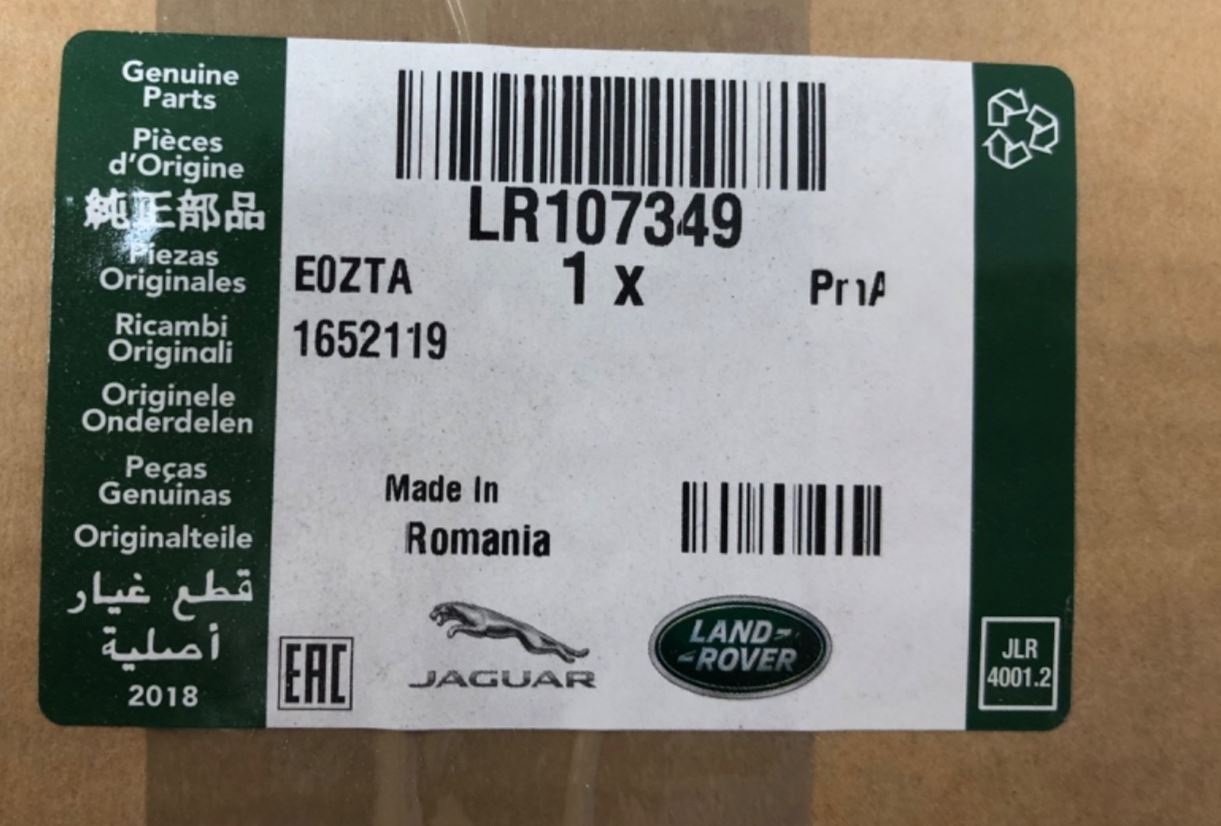 Genuine
Parts
Pièces
d'Origine
純正部品
Piezas
Originales
Ricambi
Originali
Originele
Onderdelen
Peças
Genuinas
Originalteile
قطع غيار
أصلية
2018
LR107349
E0ZTA
1 x
1652119
Made In
Romania
EAC
JAGUAR
LAND-
-ROVER
JLR
4001.2